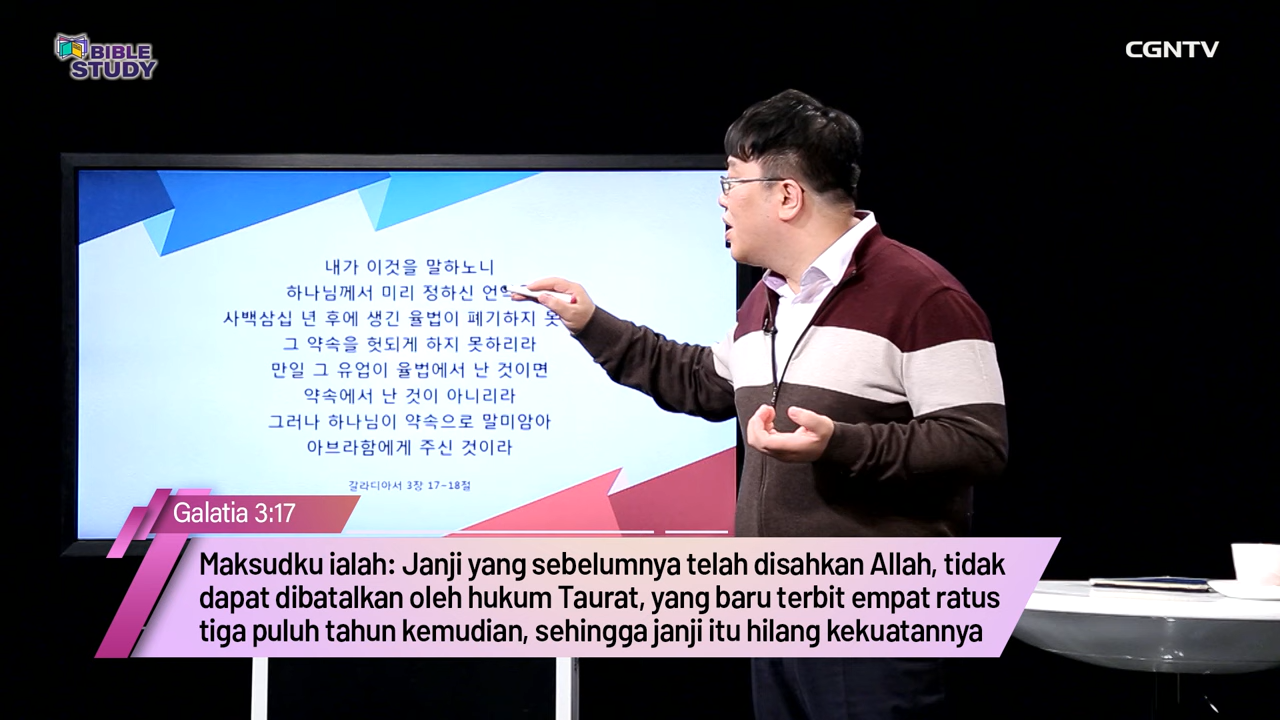 BIBLE
STUDY
CGNTV
내가 이것을 말하노니
하나님께서 미리 정하신
사백삼십 년 후에 생긴 율법이 폐기하지 못
그 약속을 헛되게 하지 못하리라
만일 그 유업이 율법에서 난 것이면
약속에서 난 것이 아니리라
그러나 하나님이 약속으로 말미암아
아브라함에게 주신 것이라
갈라디아서 3장 17-18절
Galatia 3:17
Maksudku ialah: Janji yang sebelumnya telah disahkan Allah, tidak
dapat dibatalkan oleh hukum Taurat, yang baru terbit empat ratus
tiga puluh tahun kemudian, sehingga janji itu hilang kekuatannya